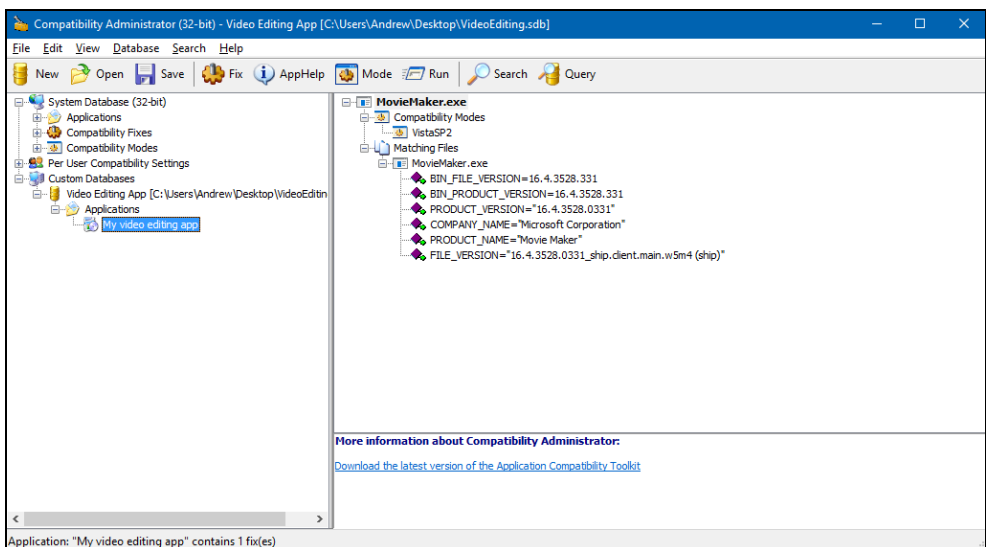 Compatibility Administrator (32-bit) - Video Editing App [C:\Users\Andrew\Desktop\VideoEditing.sdb]
File Edit View Database Search Help
New Open Save Fix AppHelp Mode Run Search Query
System Database (32-bit)
Applications
Compatibility Fixes
Compatibility Modes
Per User Compatibility Settings
Custom Databases
Video Editing App [C:\Users\Andrew\Desktop\VideoEditin
Applications
My video editing app
MovieMaker.exe
Compatibility Modes
VistaSP2
Matching Files
MovieMaker.exe
BIN_FILE_VERSION=16.4.3528.331
BIN_PRODUCT_VERSION=16.4.3528.331
PRODUCT_VERSION="16.4.3528.0331"
COMPANY_NAME="Microsoft Corporation"
PRODUCT_NAME="Movie Maker"
FILE_VERSION="16.4.3528.0331_ship.client.main.w5m4 (ship)"
More information about Compatibility Administrator:
Download the latest version of the Application Compatibility Toolkit
Application: "My video editing app" contains 1 fix(es)